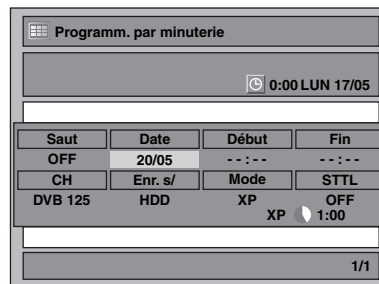 Programm. par minuterie
0:00 LUN 17/05
Saut Date Début Fin
OFF 20/05 --:-- --:--
CH Enr. s/ Mode STTL
DVB 125 HDD XP OFF
XP 1:00
1/1